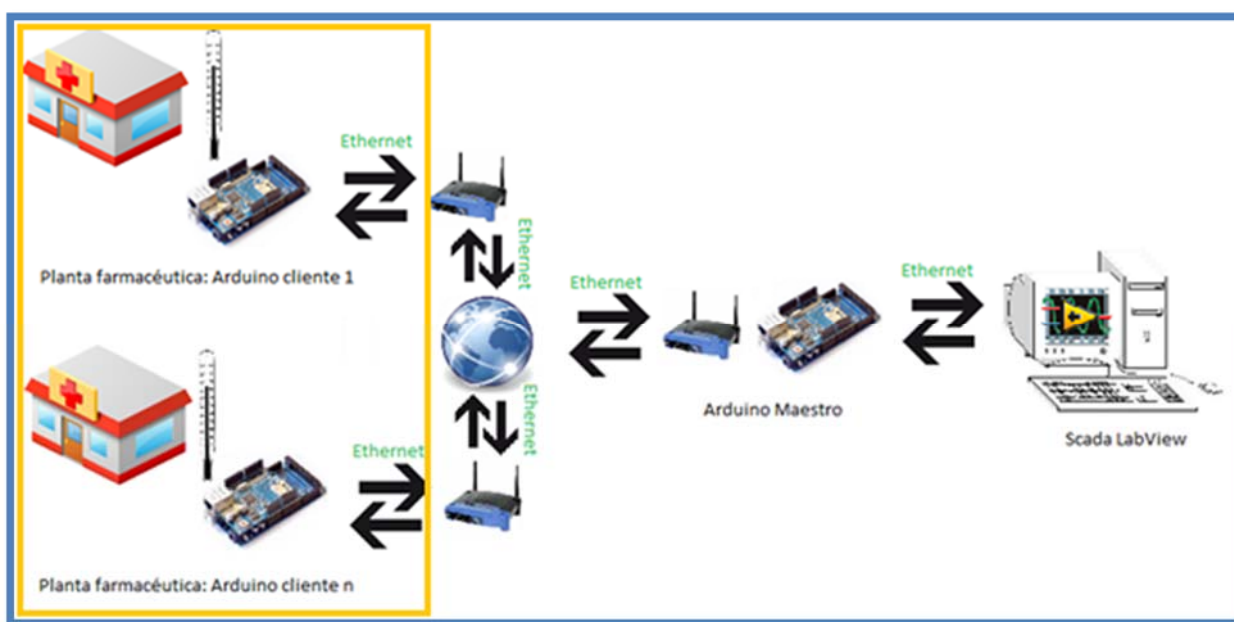 Ethernet
Planta farmacéutica: Arduino cliente 1
Ethernet
Ethernet
Ethernet
Arduino Maestro
Ethernet
Scada LabView
Ethernet
Ethernet
Planta farmacéutica: Arduino cliente n